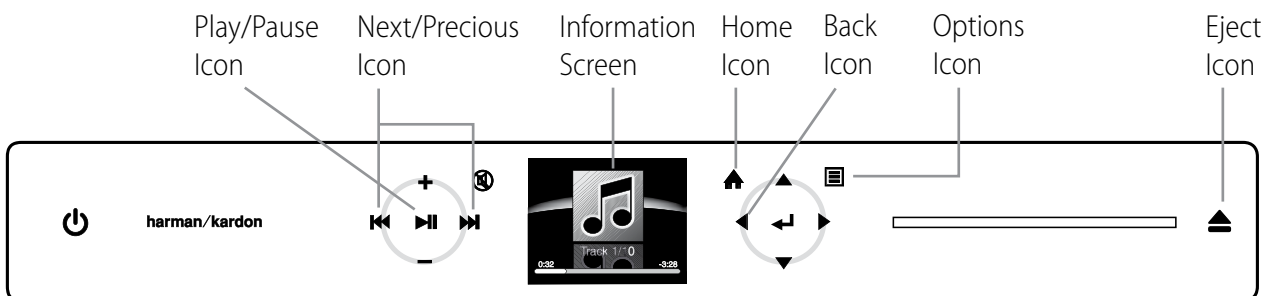 Play/Pause
Icon
Next/Precious
Icon
Information
Screen
Home
Icon
Back
Icon
Options
Icon
Eject
Icon
harman/kardon
Track 1/10
0:32
-3:28